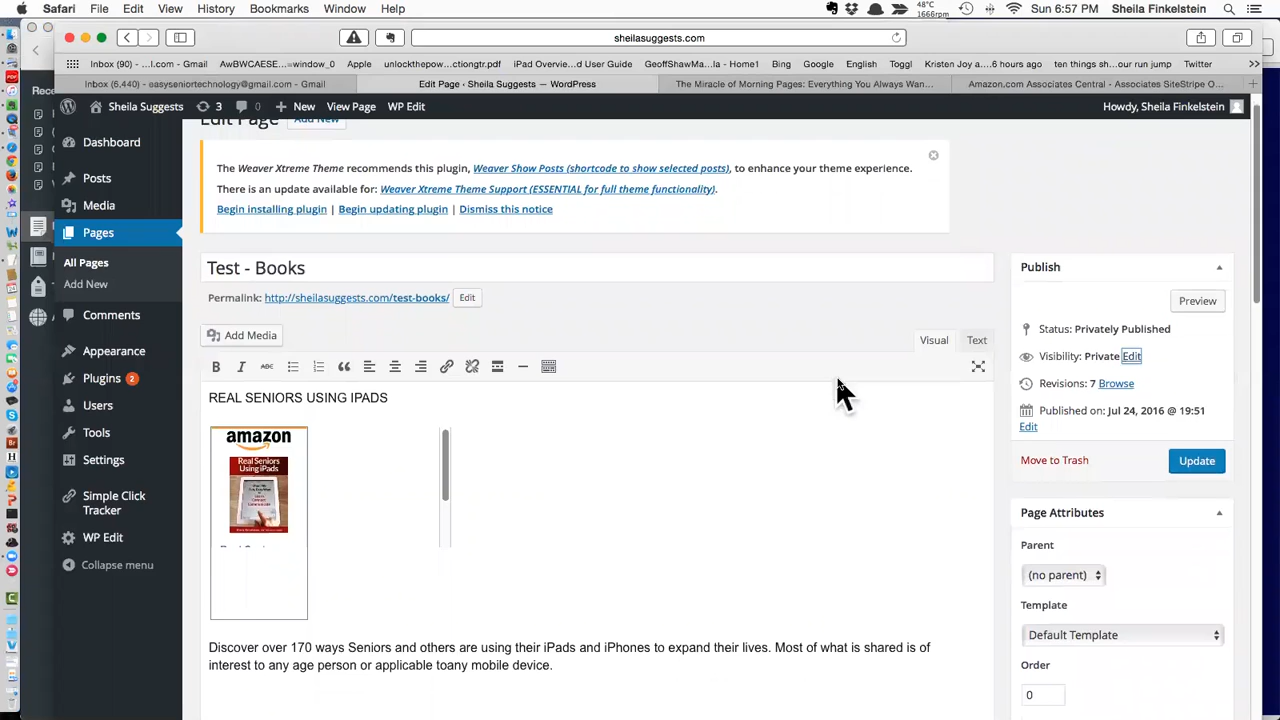 Safari File Edit View History Bookmarks Window Help
48°C
1666rpm
Sun 6:57 PM Sheila Finkelstein
sheilasuggests.com
Inbox (90) -...l.com - Gmail AwBWCAESE...=window_0 Apple unlockthepow...ctiongtr.pdf iPad Overvie...d User Guide GeoffShawMa...la - Home1 Bing Google English Toggl Kristen Joy a....6 hours ago ten things sh...our run jump Twitter
Inbox (6,440) - easyseniortechnology@gmail.com - Gmail
Edit Page ‹ Sheila Suggests — WordPress
The Miracle of Morning Pages: Everything You Always Wan...
Amazon.com Associates Central - Associates SiteStripe O...
Sheila Suggests 3 0 New View Page WP Edit
Howdy, Sheila Finkelstein
Rece
Dashboard
Posts
Media
Pages
All Pages
Add New
Comments
Appearance
Plugins 2
Users
Tools
Settings
Simple Click
Tracker
WP Edit
Collapse menu
Edit Page Add New
The Weaver Xtreme Theme recommends this plugin, Weaver Show Posts (shortcode to show selected posts), to enhance your theme experience.
There is an update available for: Weaver Xtreme Theme Support (ESSENTIAL for full theme functionality).
Begin installing plugin | Begin updating plugin | Dismiss this notice
Test - Books
Permalink: http://sheilasuggests.com/test-books/ Edit
Add Media
Visual Text
B I ABC
REAL SENIORS USING IPADS
amazon
Real Seniors
Using iPads
Discover over 170 ways Seniors and others are using their iPads and iPhones to expand their lives. Most of what is shared is of
interest to any age person or applicable toany mobile device.
Publish
Preview
Status: Privately Published
Visibility: Private Edit
Revisions: 7 Browse
Published on: Jul 24, 2016 @ 19:51
Edit
Move to Trash Update
Page Attributes
Parent
(no parent)
Template
Default Template
Order
0